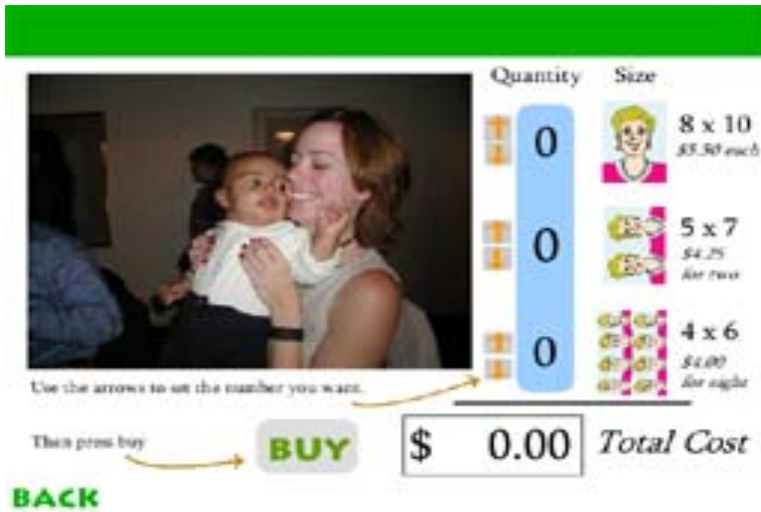 Quantity Size
0
8 x 10
$5.50 each
0
5 x 7
$4.25
for two
0
4 x 6
$4.00
for eight
Use the arrows to set the number you want.
Then press buy
BUY
$ 0.00
Total Cost
BACK